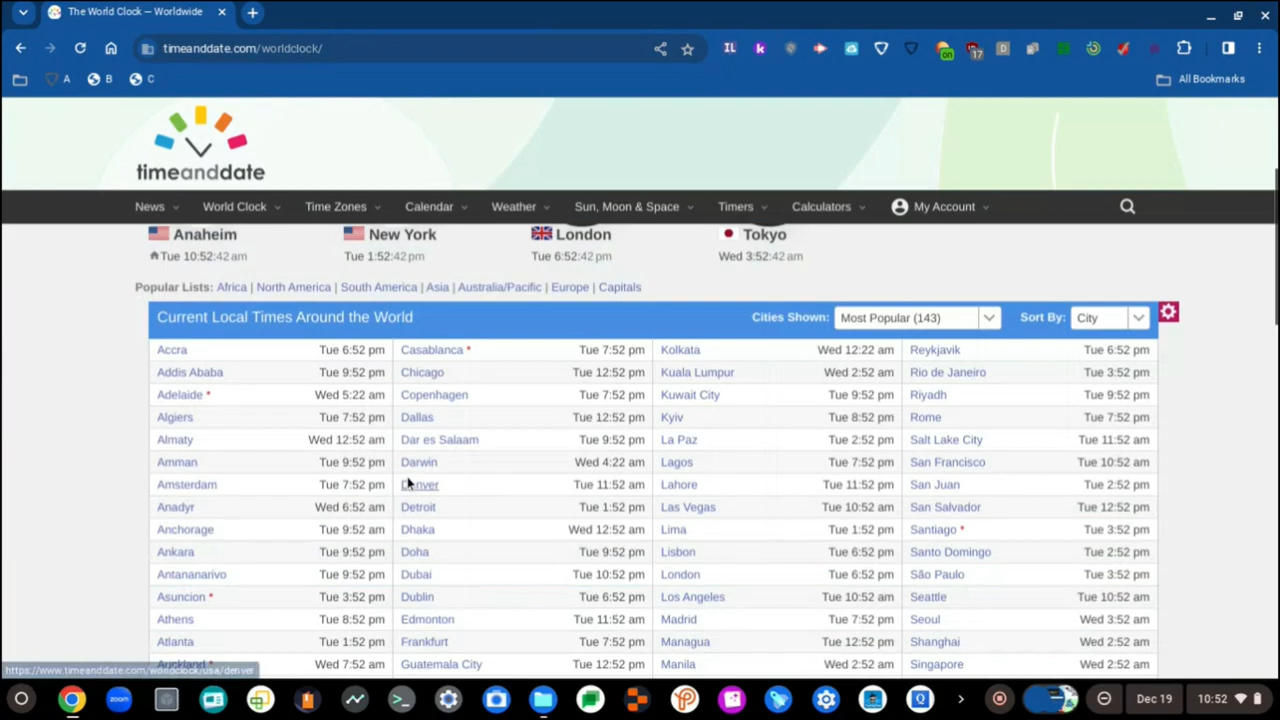 The World Clock — Worldwide
timeanddate.com/worldclock/
IL k on 17 D
A B C All Bookmarks
timeanddate
News World Clock Time Zones Calendar Weather Sun, Moon & Space Timers Calculators My Account
Anaheim New York London Tokyo
Tue 10:52:42 am Tue 1:52:42 pm Tue 6:52:42 pm Wed 3:52:42 am
Popular Lists: Africa | North America | South America | Asia | Australia/Pacific | Europe | Capitals
Current Local Times Around the World Cities Shown: Most Popular (143) Sort By: City
Accra Tue 6:52 pm Casablanca * Tue 7:52 pm Kolkata Wed 12:22 am Reykjavik Tue 6:52 pm
Addis Ababa Tue 9:52 pm Chicago Tue 12:52 pm Kuala Lumpur Wed 2:52 am Rio de Janeiro Tue 3:52 pm
Adelaide * Wed 5:22 am Copenhagen Tue 7:52 pm Kuwait City Tue 9:52 pm Riyadh Tue 9:52 pm
Algiers Tue 7:52 pm Dallas Tue 12:52 pm Kyiv Tue 8:52 pm Rome Tue 7:52 pm
Almaty Wed 12:52 am Dar es Salaam Tue 9:52 pm La Paz Tue 2:52 pm Salt Lake City Tue 11:52 am
Amman Tue 9:52 pm Darwin Wed 4:22 am Lagos Tue 7:52 pm San Francisco Tue 10:52 am
Amsterdam Tue 7:52 pm Denver Tue 11:52 am Lahore Tue 11:52 pm San Juan Tue 2:52 pm
Anadyr Wed 6:52 am Detroit Tue 1:52 pm Las Vegas Tue 10:52 am San Salvador Tue 12:52 pm
Anchorage Tue 9:52 am Dhaka Wed 12:52 am Lima Tue 1:52 pm Santiago * Tue 3:52 pm
Ankara Tue 9:52 pm Doha Tue 9:52 pm Lisbon Tue 6:52 pm Santo Domingo Tue 2:52 pm
Antananarivo Tue 9:52 pm Dubai Tue 10:52 pm London Tue 6:52 pm São Paulo Tue 3:52 pm
Asuncion * Tue 3:52 pm Dublin Tue 6:52 pm Los Angeles Tue 10:52 am Seattle Tue 10:52 am
Athens Tue 8:52 pm Edmonton Tue 11:52 am Madrid Tue 7:52 pm Seoul Wed 3:52 am
Atlanta Tue 1:52 pm Frankfurt Tue 7:52 pm Managua Tue 12:52 pm Shanghai Wed 2:52 am
Auckland * Wed 7:52 am Guatemala City Tue 12:52 pm Manila Wed 2:52 am Singapore Wed 2:52 am
https://www.timeanddate.com/worldclock/usa/denver
zoom Q Dec 19 10:52